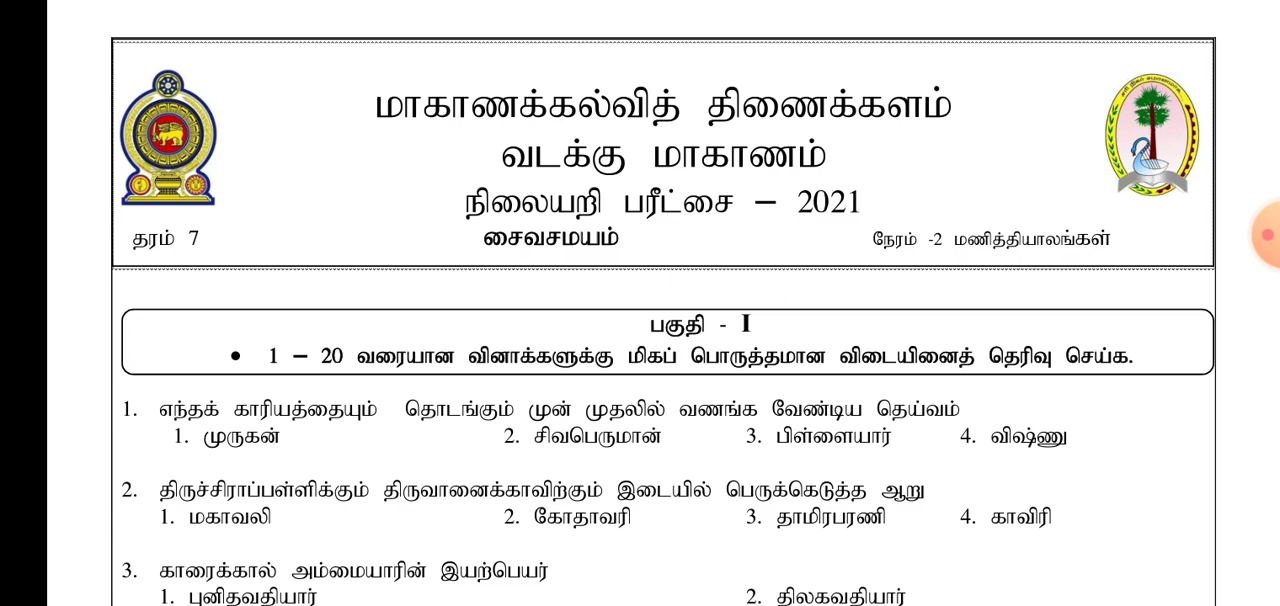 மாகாணக்கல்வித் திணைக்களம்
வடக்கு மாகாணம்
நிலையறி பரீட்சை – 2021
தரம் 7 சைவசமயம் நேரம் -2 மணித்தியாலங்கள்
பகுதி - I
• 1 – 20 வரையான வினாக்களுக்கு மிகப் பொருத்தமான விடையினைத் தெரிவு செய்க.
1. எந்தக் காரியத்தையும் தொடங்கும் முன் முதலில் வணங்க வேண்டிய தெய்வம்
1. முருகன் 2. சிவபெருமான் 3. பிள்ளையார் 4. விஷ்ணு
2. திருச்சிராப்பள்ளிக்கும் திருவானைக்காவிற்கும் இடையில் பெருக்கெடுத்த ஆறு
1. மகாவலி 2. கோதாவரி 3. தாமிரபரணி 4. காவிரி
3. காரைக்கால் அம்மையாரின் இயற்பெயர்
1. புனிதவதியார் 2. திலகவதியார்